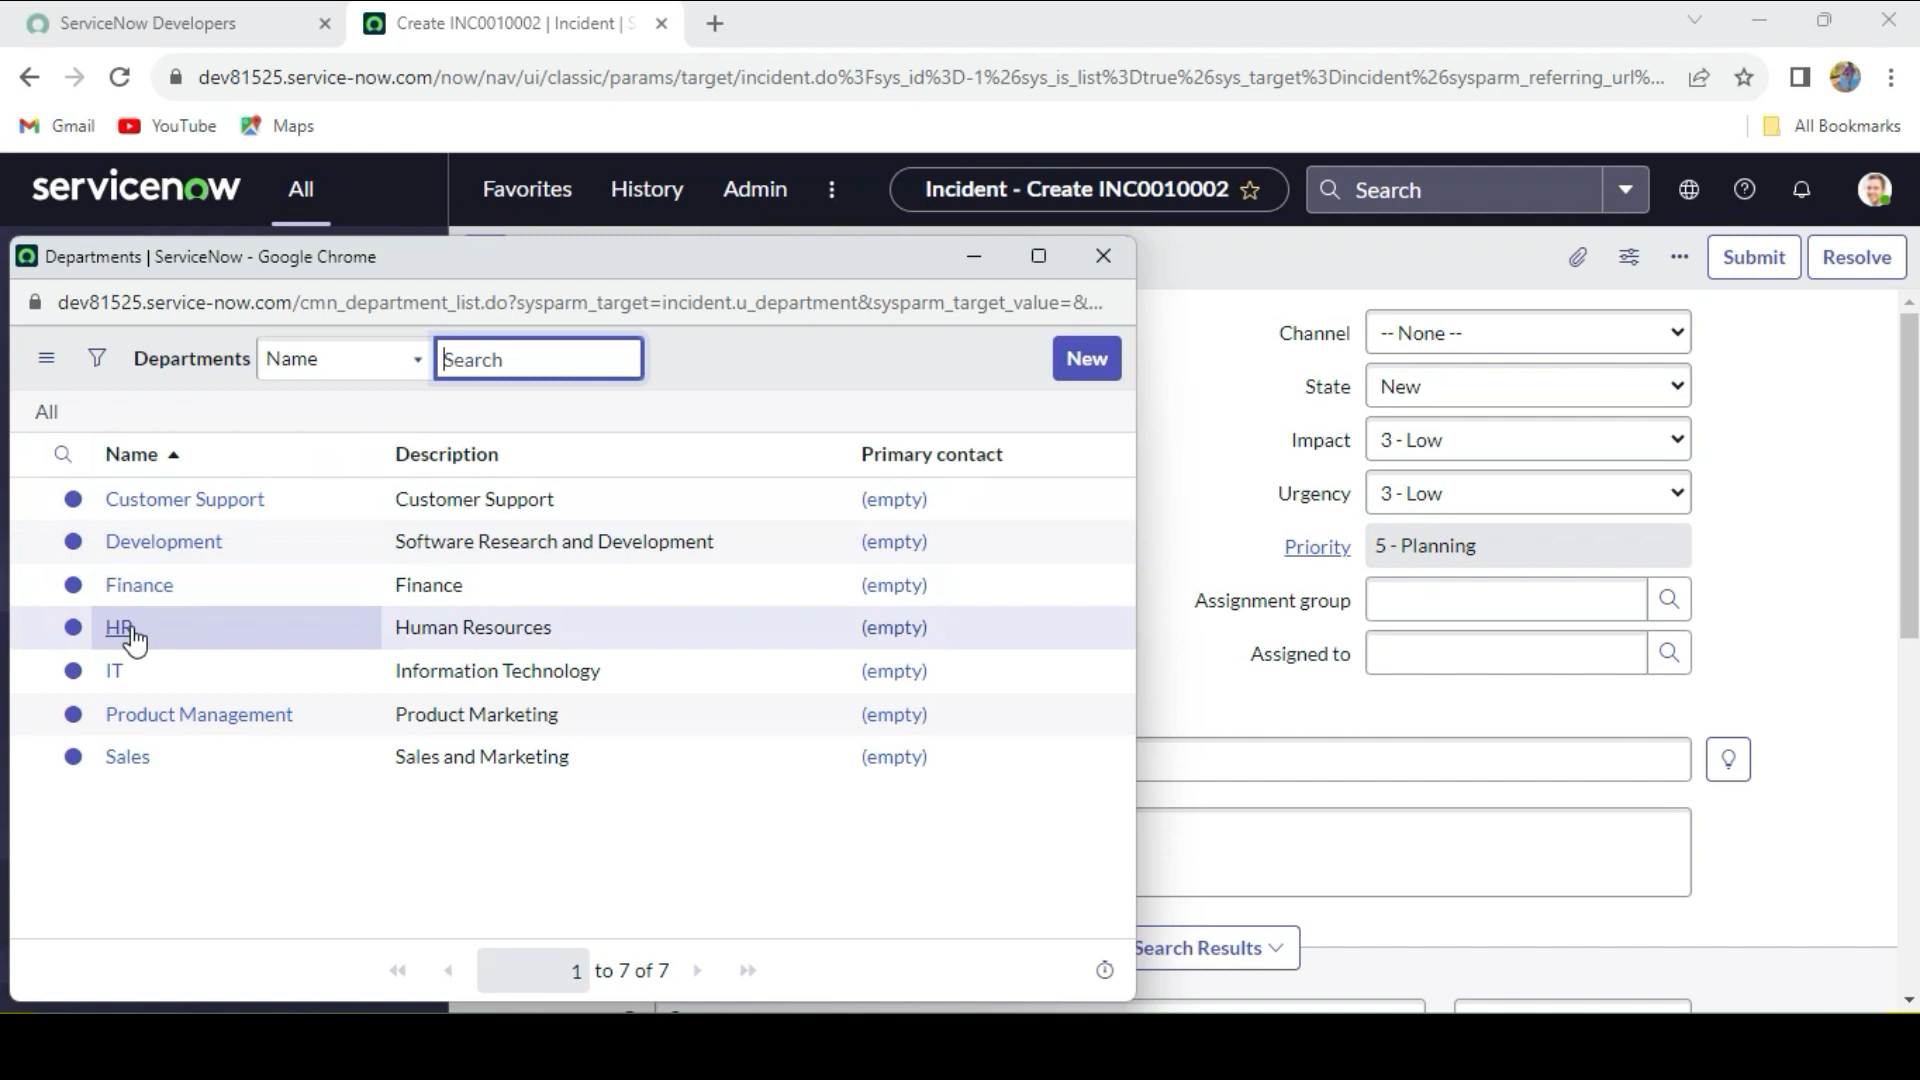 ServiceNow Developers
Create INC0010002 | Incident | S
dev81525.service-now.com/now/nav/ui/classic/params/target/incident.do%3Fsys_id%3D-1%26sys_is_list%3Dtrue%26sys_target%3Dincident%26sysparm_referring_url%...
Gmail YouTube Maps All Bookmarks
servicenow All Favorites History Admin Incident - Create INC0010002 Search
Departments | ServiceNow - Google Chrome
Submit Resolve
dev81525.service-now.com/cmn_department_list.do?sysparm_target=incident.u_department&sysparm_target_value=&...
Departments Name Search New
All
Name Description Primary contact
Customer Support Customer Support (empty)
Development Software Research and Development (empty)
Finance Finance (empty)
HR Human Resources (empty)
IT Information Technology (empty)
Product Management Product Marketing (empty)
Sales Sales and Marketing (empty)
1 to 7 of 7
Channel -- None --
State New
Impact 3 - Low
Urgency 3 - Low
Priority 5 - Planning
Assignment group
Assigned to
Search Results